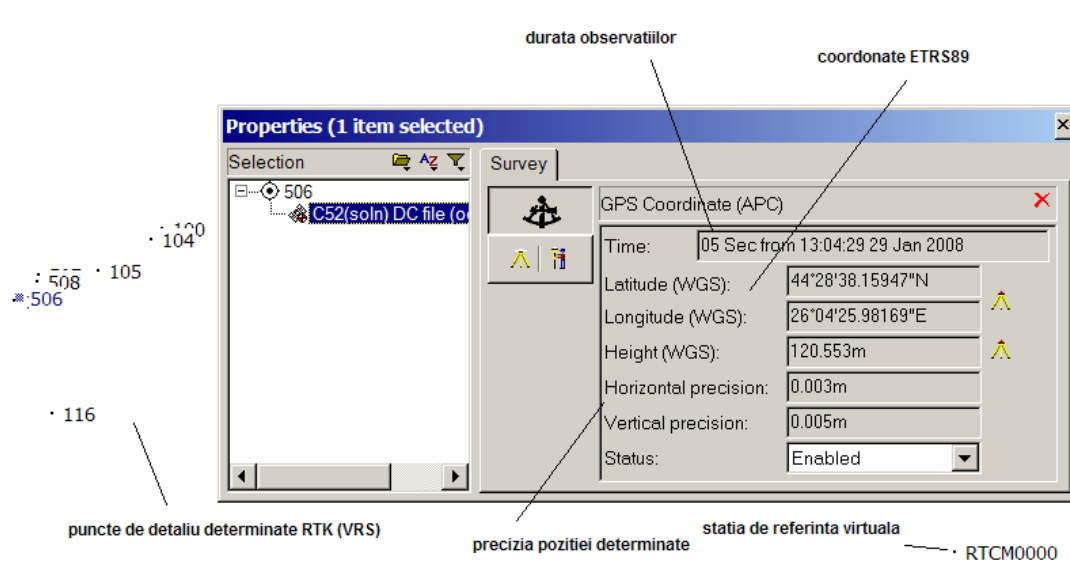 durata observatiilor
coordonate ETRS89
Properties (1 item selected)
Selection
Survey
506
C52(soln) DC file (o
GPS Coordinate (APC)
Time: 05 Sec from 13:04:29 29 Jan 2008
Latitude (WGS): 44°28'38.15947"N
Longitude (WGS): 26°04'25.98169"E
Height (WGS): 120.553m
Horizontal precision: 0.003m
Vertical precision: 0.005m
Status: Enabled
104
105
508
506
116
puncte de detaliu determinate RTK (VRS)
precizia pozitiei determinate
statia de referinta virtuala
RTCM0000